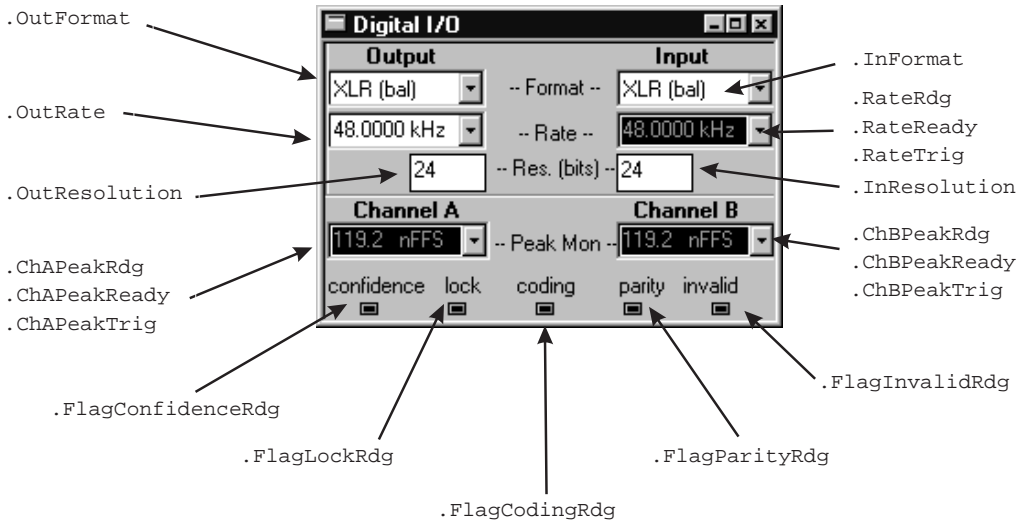 .OutFormat
Digital I/O
Output Input
.InFormat
XLR (bal) -- Format -- XLR (bal)
.OutRate
.RateRdg
48.0000 kHz -- Rate -- 48.0000 kHz
.RateReady
.RateTrig
.OutResolution
24 -- Res. (bits) -- 24
.InResolution
Channel A Channel B
119.2 nFFS -- Peak Mon -- 119.2 nFFS
.ChBPeakRdg
.ChBPeakReady
.ChBPeakTrig
.ChAPeakRdg
.ChAPeakReady
.ChAPeakTrig
confidence lock coding parity invalid
.FlagInvalidRdg
.FlagConfidenceRdg
.FlagLockRdg
.FlagParityRdg
.FlagCodingRdg